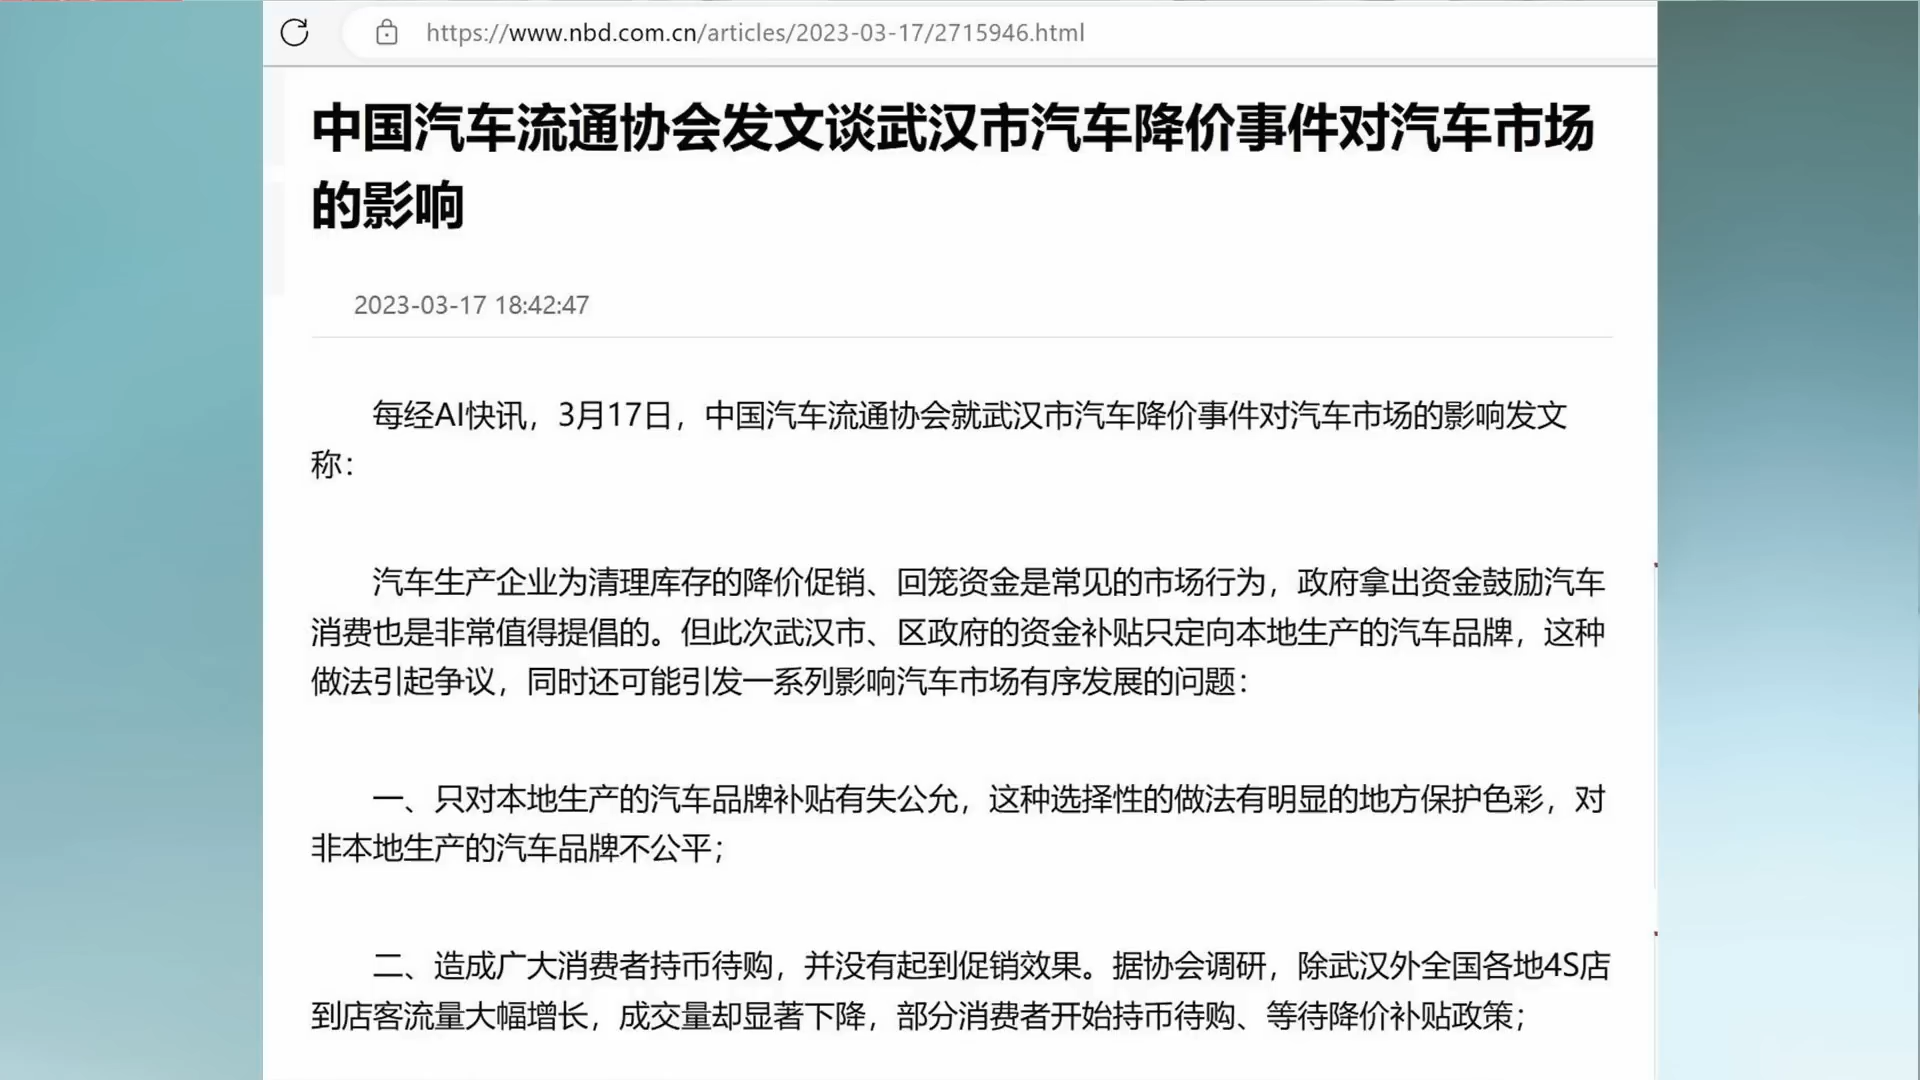 https://www.nbd.com.cn/articles/2023-03-17/2715946.html
中国汽车流通协会发文谈武汉市汽车降价事件对汽车市场
的影响
2023-03-17 18:42:47
每经AI快讯，3月17日，中国汽车流通协会就武汉市汽车降价事件对汽车市场的影响发文
称：
汽车生产企业为清理库存的降价促销、回笼资金是常见的市场行为，政府拿出资金鼓励汽车
消费也是非常值得提倡的。但此次武汉市、区政府的资金补贴只定向本地生产的汽车品牌，这种
做法引起争议，同时还可能引发一系列影响汽车市场有序发展的问题：
一、只对本地生产的汽车品牌补贴有失公允，这种选择性的做法有明显的地方保护色彩，对
非本地生产的汽车品牌不公平；
二、造成广大消费者持币待购，并没有起到促销效果。据协会调研，除武汉外全国各地4S店
到店客流量大幅增长，成交量却显著下降，部分消费者开始持币待购、等待降价补贴政策；